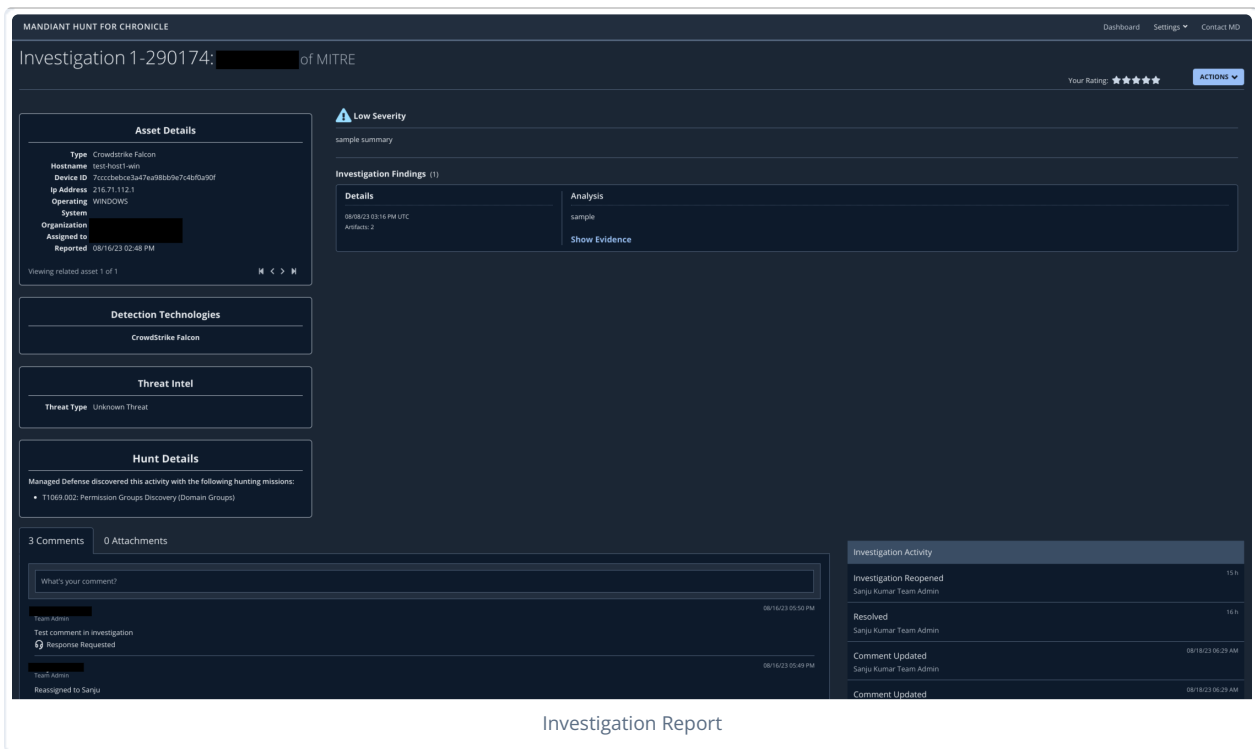 MANDIANT HUNT FOR CHRONICLE
Dashboard Settings Contact MD
Investigation 1-290174: of MITRE
Your Rating:
ACTIONS
Asset Details
Type Crowdstrike Falcon
Hostname test-host1-win
Device ID 7ccccbebce3a47ea98bb9e7c4bf0a90f
Ip Address 216.71.112.1
Operating WINDOWS
System
Organization
Assigned to
Reported 08/16/23 02:48 PM
Viewing related asset 1 of 1
Detection Technologies
CrowdStrike Falcon
Threat Intel
Threat Type Unknown Threat
Hunt Details
Managed Defense discovered this activity with the following hunting missions:
• T1069.002: Permission Groups Discovery (Domain Groups)
Low Severity
sample summary
Investigation Findings (1)
Details
08/08/23 03:16 PM UTC
Artifacts: 2
Analysis
sample
Show Evidence
3 Comments 0 Attachments
What's your comment?
08/16/23 05:50 PM
Team Admin
Test comment in investigation
Response Requested
08/16/23 05:49 PM
Team Admin
Reassigned to Sanju
Investigation Activity
Investigation Reopened 15 h
Sanju Kumar Team Admin
Resolved 16 h
Sanju Kumar Team Admin
Comment Updated 08/18/23 06:29 AM
Sanju Kumar Team Admin
Comment Updated 08/18/23 06:29 AM
Investigation Report